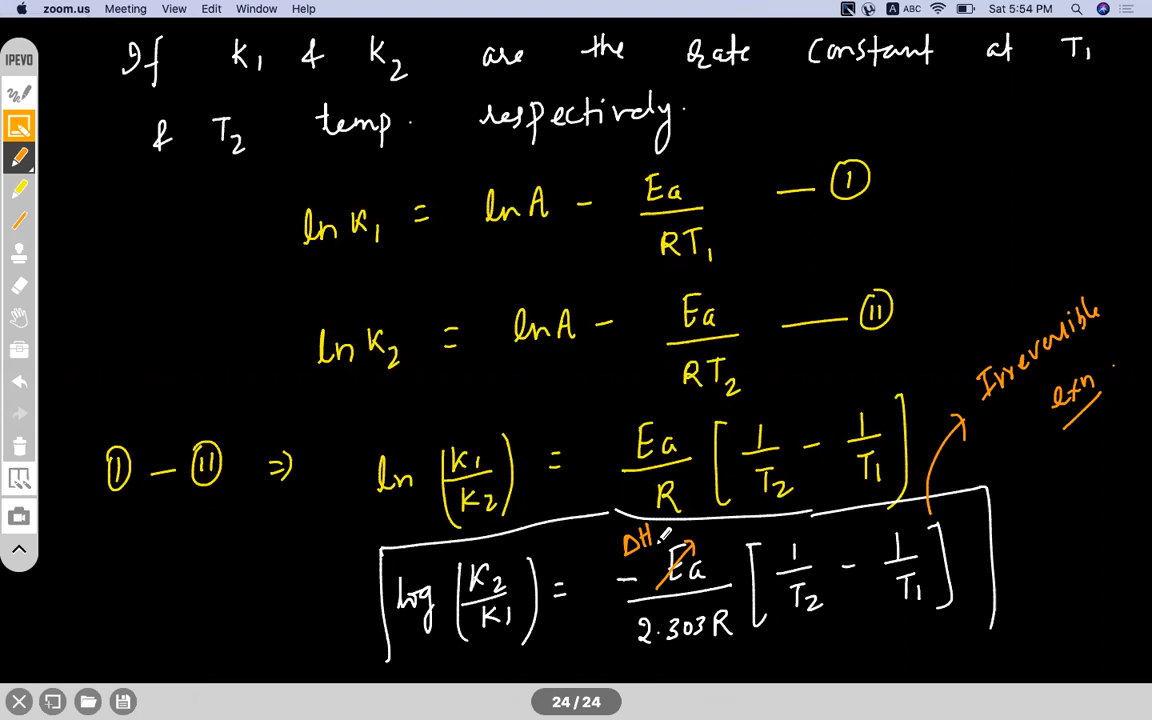 zoom.us Meeting View Edit Window Help A ABC Sat 5:54 PM
IPEVO
If K1 & K2 are the rate constant at T1
& T2 temp. respectively.
ln K1 = ln A - Ea/RT1 — (I)
ln K2 = ln A - Ea/RT2 — (II)
(I) - (II) ⇒ ln (K1/K2) = Ea/R [1/T2 - 1/T1]
Irreversible
ΔH
log (K2/K1) = - Ea/2.303R [1/T2 - 1/T1]
24 / 24